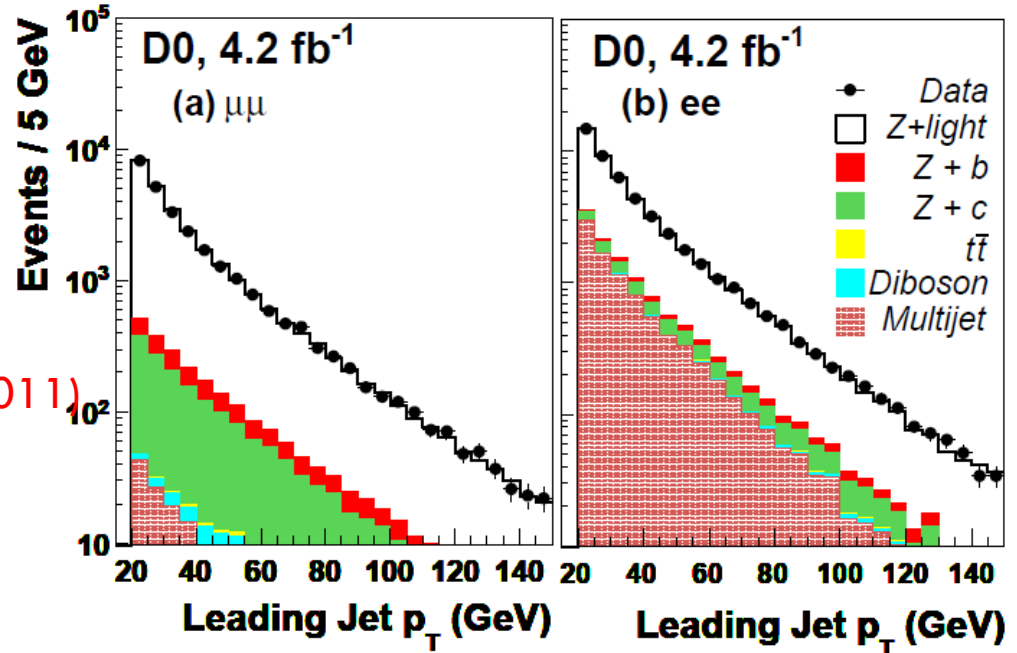 Events / 5 GeV
10⁵
10⁴
10³
10²
10
D0, 4.2 fb⁻¹
(a) μμ
20 40 60 80 100 120 140
Leading Jet p_T (GeV)
011)
D0, 4.2 fb⁻¹
(b) ee
Data
Z+light
Z + b
Z + c
tt̄
Diboson
Multijet
20 40 60 80 100 120 140
Leading Jet p_T (GeV)